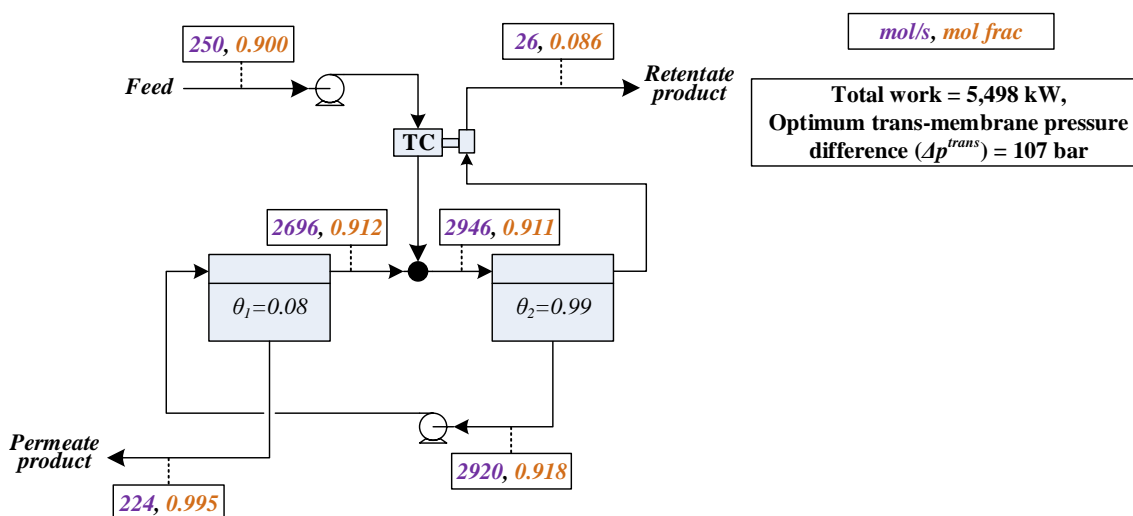 250, 0.900
26, 0.086
mol/s, mol frac
Feed
Retentate
product
Total work = 5,498 kW,
Optimum trans-membrane pressure
difference (Δp^trans) = 107 bar
TC
2696, 0.912
2946, 0.911
θ₁=0.08
θ₂=0.99
Permeate
product
2920, 0.918
224, 0.995